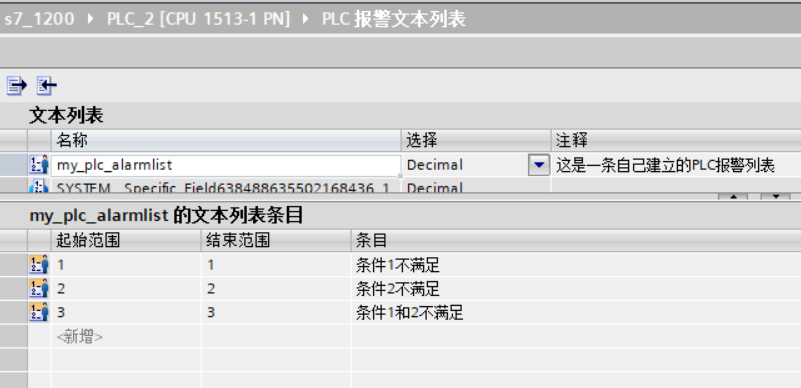 s7_1200 ▸ PLC_2 [CPU 1513-1 PN] ▸ PLC 报警文本列表
文本列表
名称 选择 注释
my_plc_alarmlist Decimal 这是一条自己建立的PLC报警列表
SYSTEM__Specific_Field638488635502168436_1 Decimal
my_plc_alarmlist 的文本列表条目
起始范围 结束范围 条目
1 1 条件1不满足
2 2 条件2不满足
3 3 条件1和2不满足
<新增>